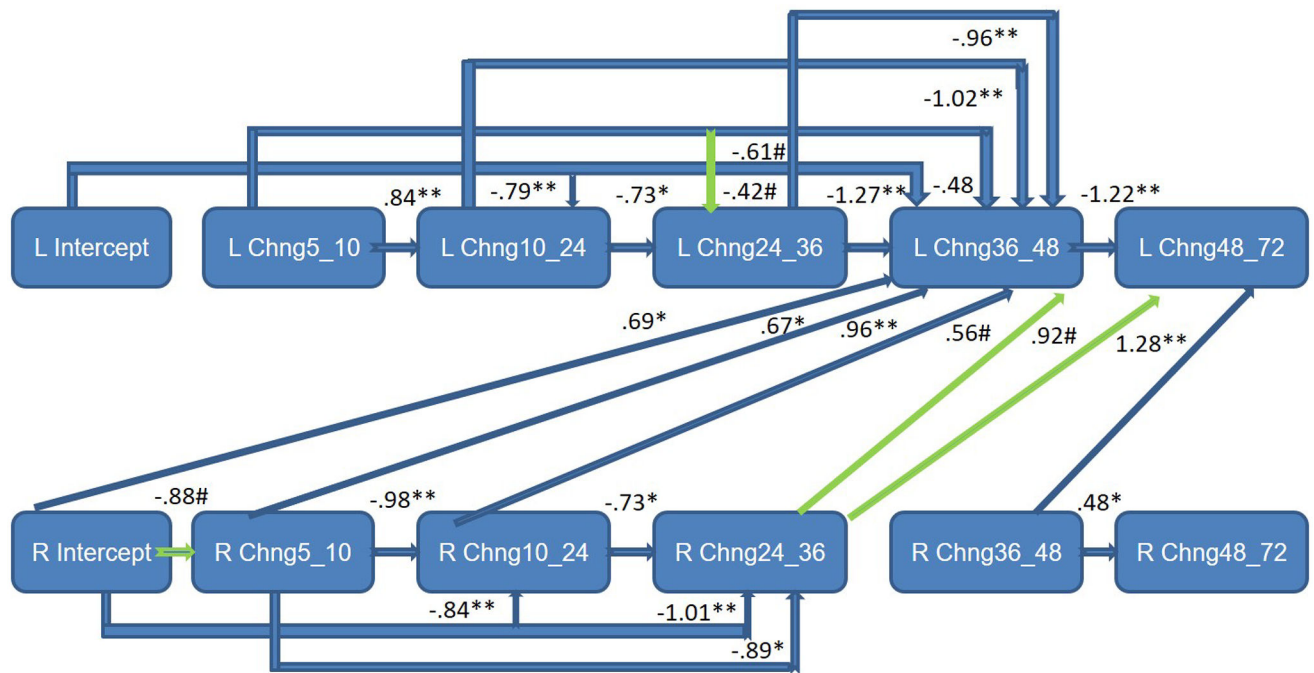 -.96**
-1.02**
-.61#
.84**
-.79**
-.73*
-.42#
-1.27**
-.48
-1.22**
L Intercept
L Chng5_10
L Chng10_24
L Chng24_36
L Chng36_48
L Chng48_72
.69*
.67*
.96**
.56#
.92#
1.28**
-.88#
-.98**
-.73*
.48*
R Intercept
R Chng5_10
R Chng10_24
R Chng24_36
R Chng36_48
R Chng48_72
-.84**
-1.01**
-.89*